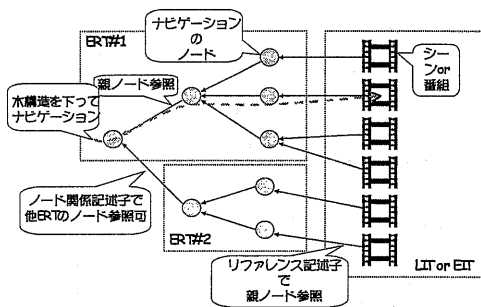 ERT#1
ナビゲーション
の
ノード
シー
ンor
番組
親ノード参照
木構造を下って
ナビゲーション
ノード関係記述子で
他ERTのノード参照可
ERT#2
リファレンス記述子
で
親ノード参照
LIT or EIT